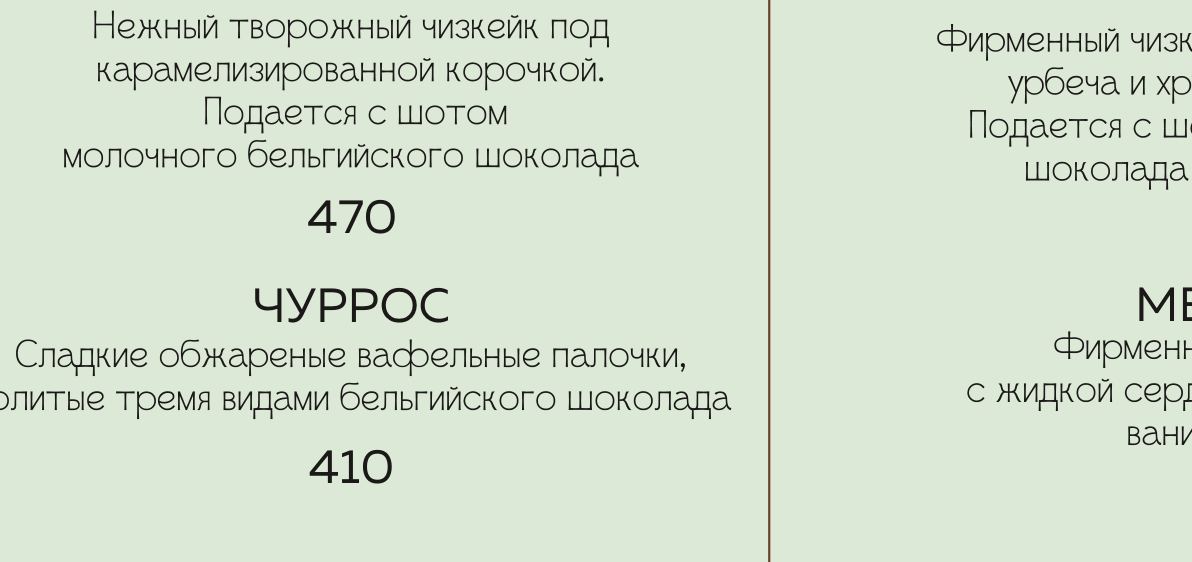 Нежный творожный чизкейк под
карамелизированной корочкой.
Подается с шотом
молочного бельгийского шоколада
470
ЧУРРОС
Сладкие обжареные вафельные палочки,
тремя видами бельгийского шоколада
410
Фирменный
урбеча и
Подается с
шоколада
с жидкой